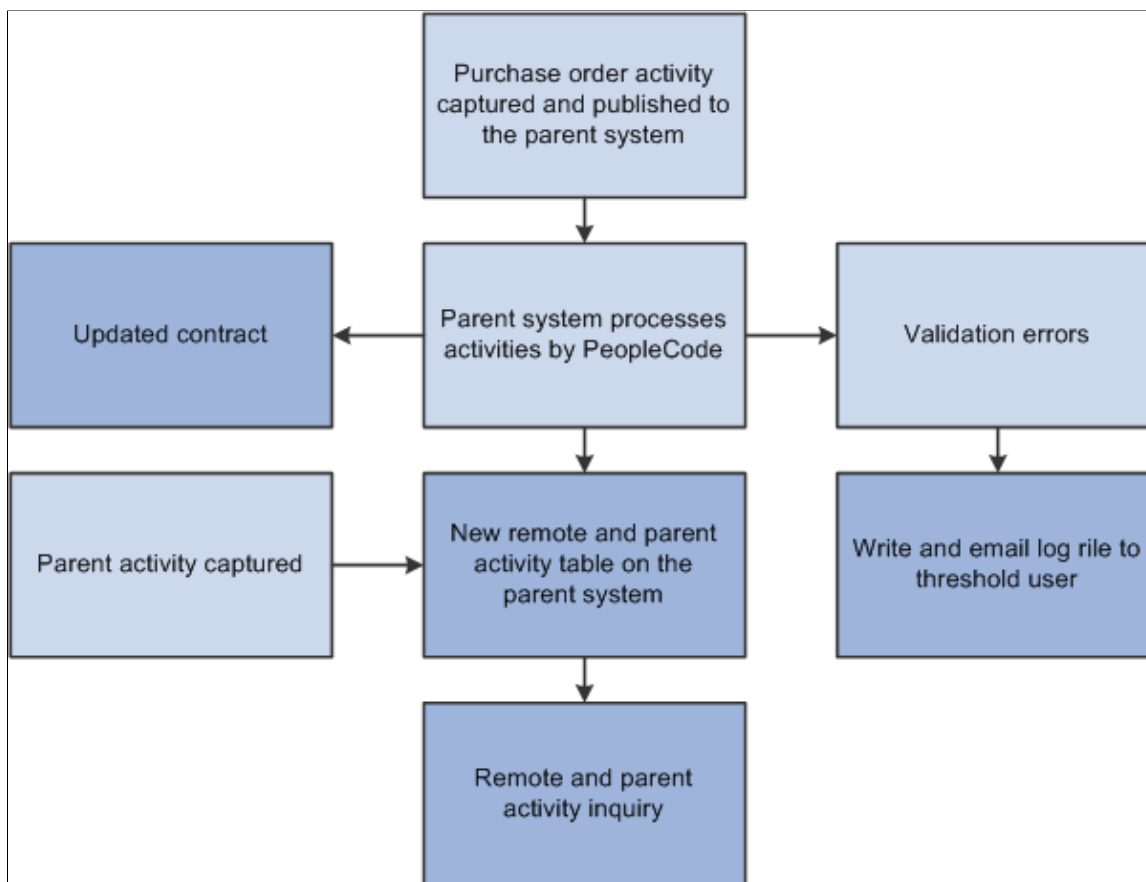 Purchase order activity
captured and published to
the parent system
Updated contract
Parent system processes
activities by PeopleCode
Validation errors
Parent activity captured
New remote and parent
activity table on the
parent system
Write and email log rile to
threshold user
Remote and parent
activity inquiry